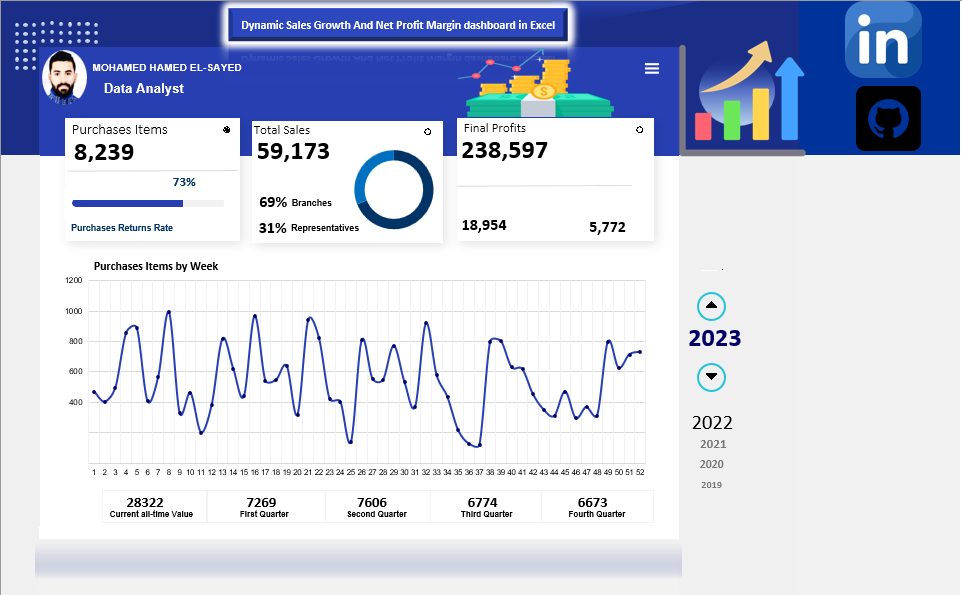 Dynamic Sales Growth And Net Profit Margin dashboard in Excel
in
MOHAMED HAMED EL-SAYED
Data Analyst
Purchases Items
8,239
73%
Purchases Returns Rate
Total Sales
59,173
69% Branches
31% Representatives
Final Profits
238,597
18,954 5,772
Purchases Items by Week
1200
1000
800
600
400
1 2 3 4 5 6 7 8 9 10 11 12 13 14 15 16 17 18 19 20 21 22 23 24 25 26 27 28 29 30 31 32 33 34 35 36 37 38 39 40 41 42 43 44 45 46 47 48 49 50 51 52
28322 7269 7606 6774 6673
Current all-time Value First Quarter Second Quarter Third Quarter Fourth Quarter
2023
2022
2021
2020
2019